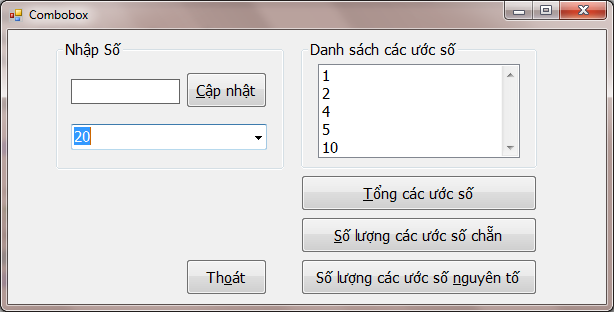 Combobox
Nhập Số
Cập nhật
20
Danh sách các ước số
1
2
4
5
10
Tổng các ước số
Số lượng các ước số chẵn
Thoát
Số lượng các ước số nguyên tố